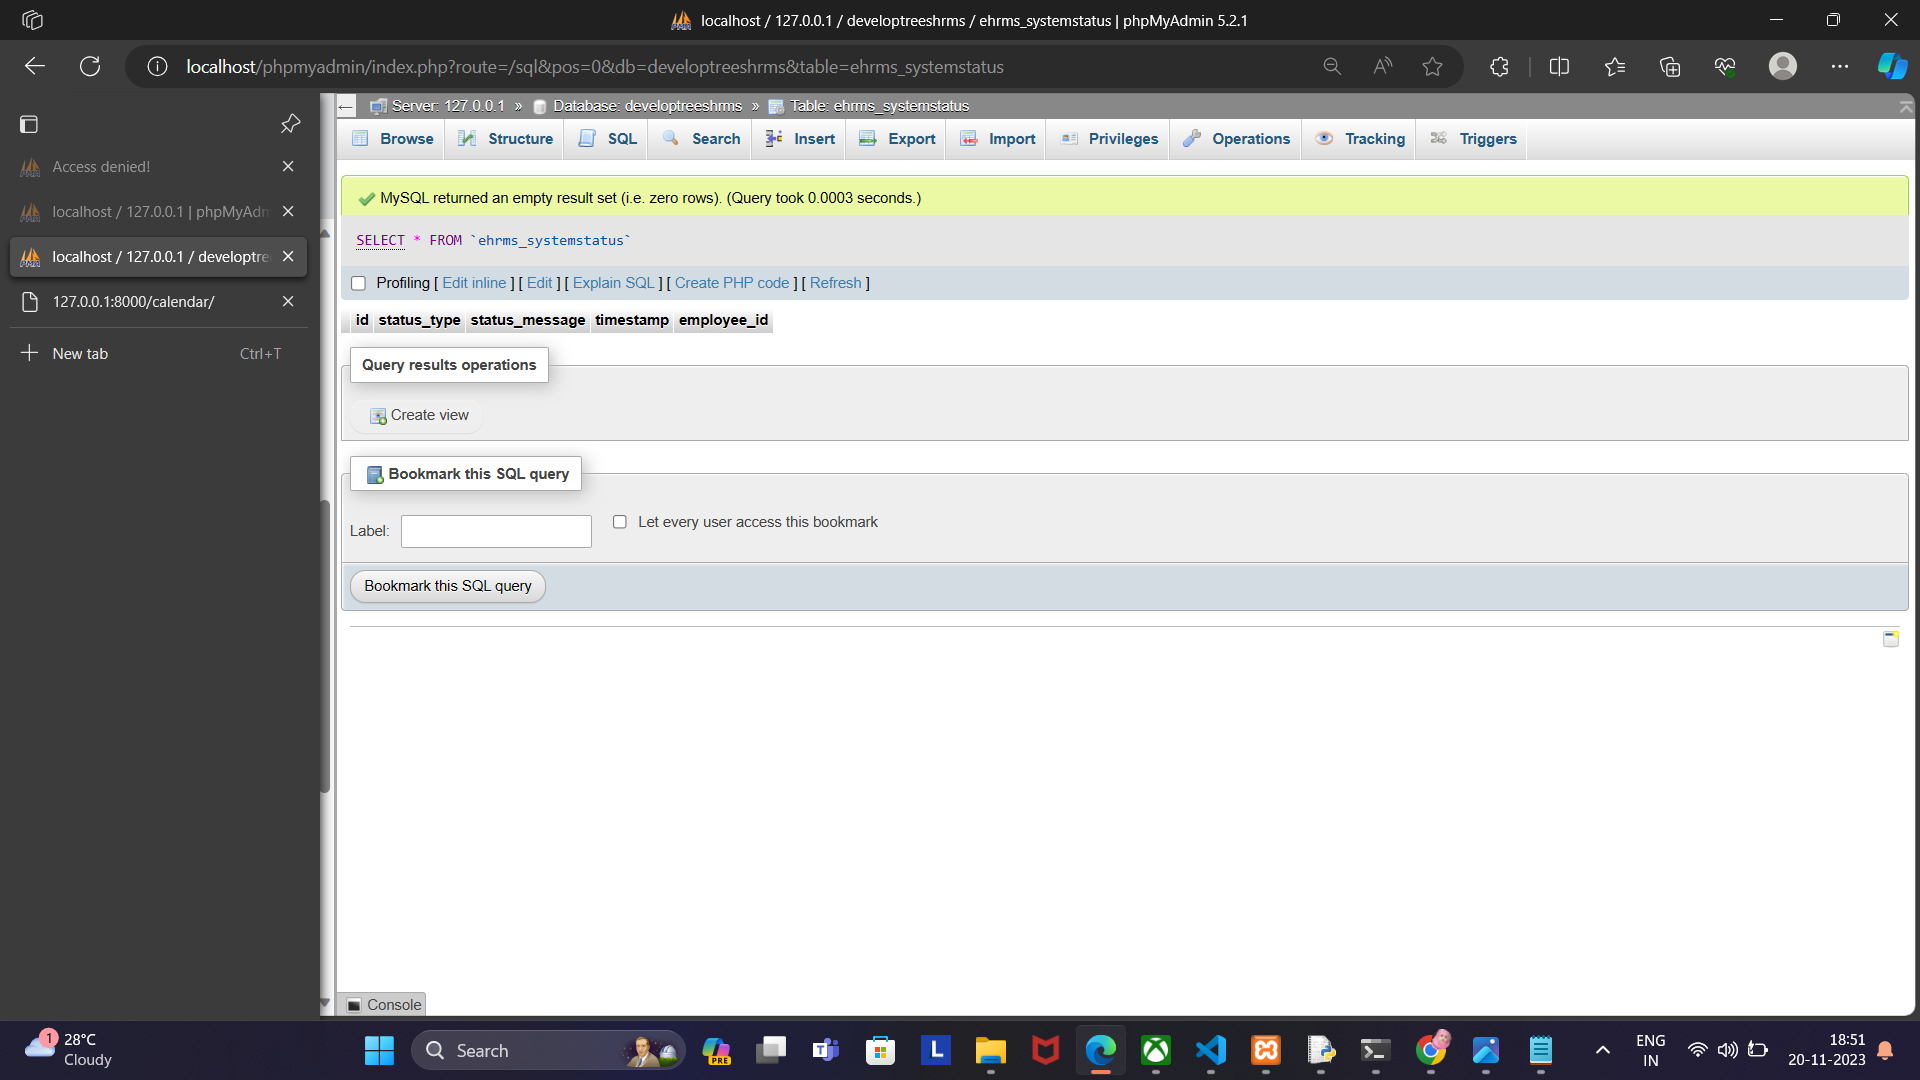 localhost / 127.0.0.1 / developtreeshrms / ehrms_systemstatus | phpMyAdmin 5.2.1
localhost/phpmyadmin/index.php?route=/sql&pos=0&db=developtreeshrms&table=ehrms_systemstatus
Access denied!
localhost / 127.0.0.1 | phpMyAdm
localhost / 127.0.0.1 / developtre
127.0.0.1:8000/calendar/
New tab Ctrl+T
Server: 127.0.0.1 » Database: developtreeshrms » Table: ehrms_systemstatus
Browse Structure SQL Search Insert Export Import Privileges Operations Tracking Triggers
MySQL returned an empty result set (i.e. zero rows). (Query took 0.0003 seconds.)
SELECT * FROM `ehrms_systemstatus`
Profiling [ Edit inline ] [ Edit ] [ Explain SQL ] [ Create PHP code ] [ Refresh ]
id status_type status_message timestamp employee_id
Query results operations
Create view
Bookmark this SQL query
Label: Let every user access this bookmark
Bookmark this SQL query
Console
1 28°C
Cloudy
Search
PRE
L
ENG
IN
18:51
20-11-2023